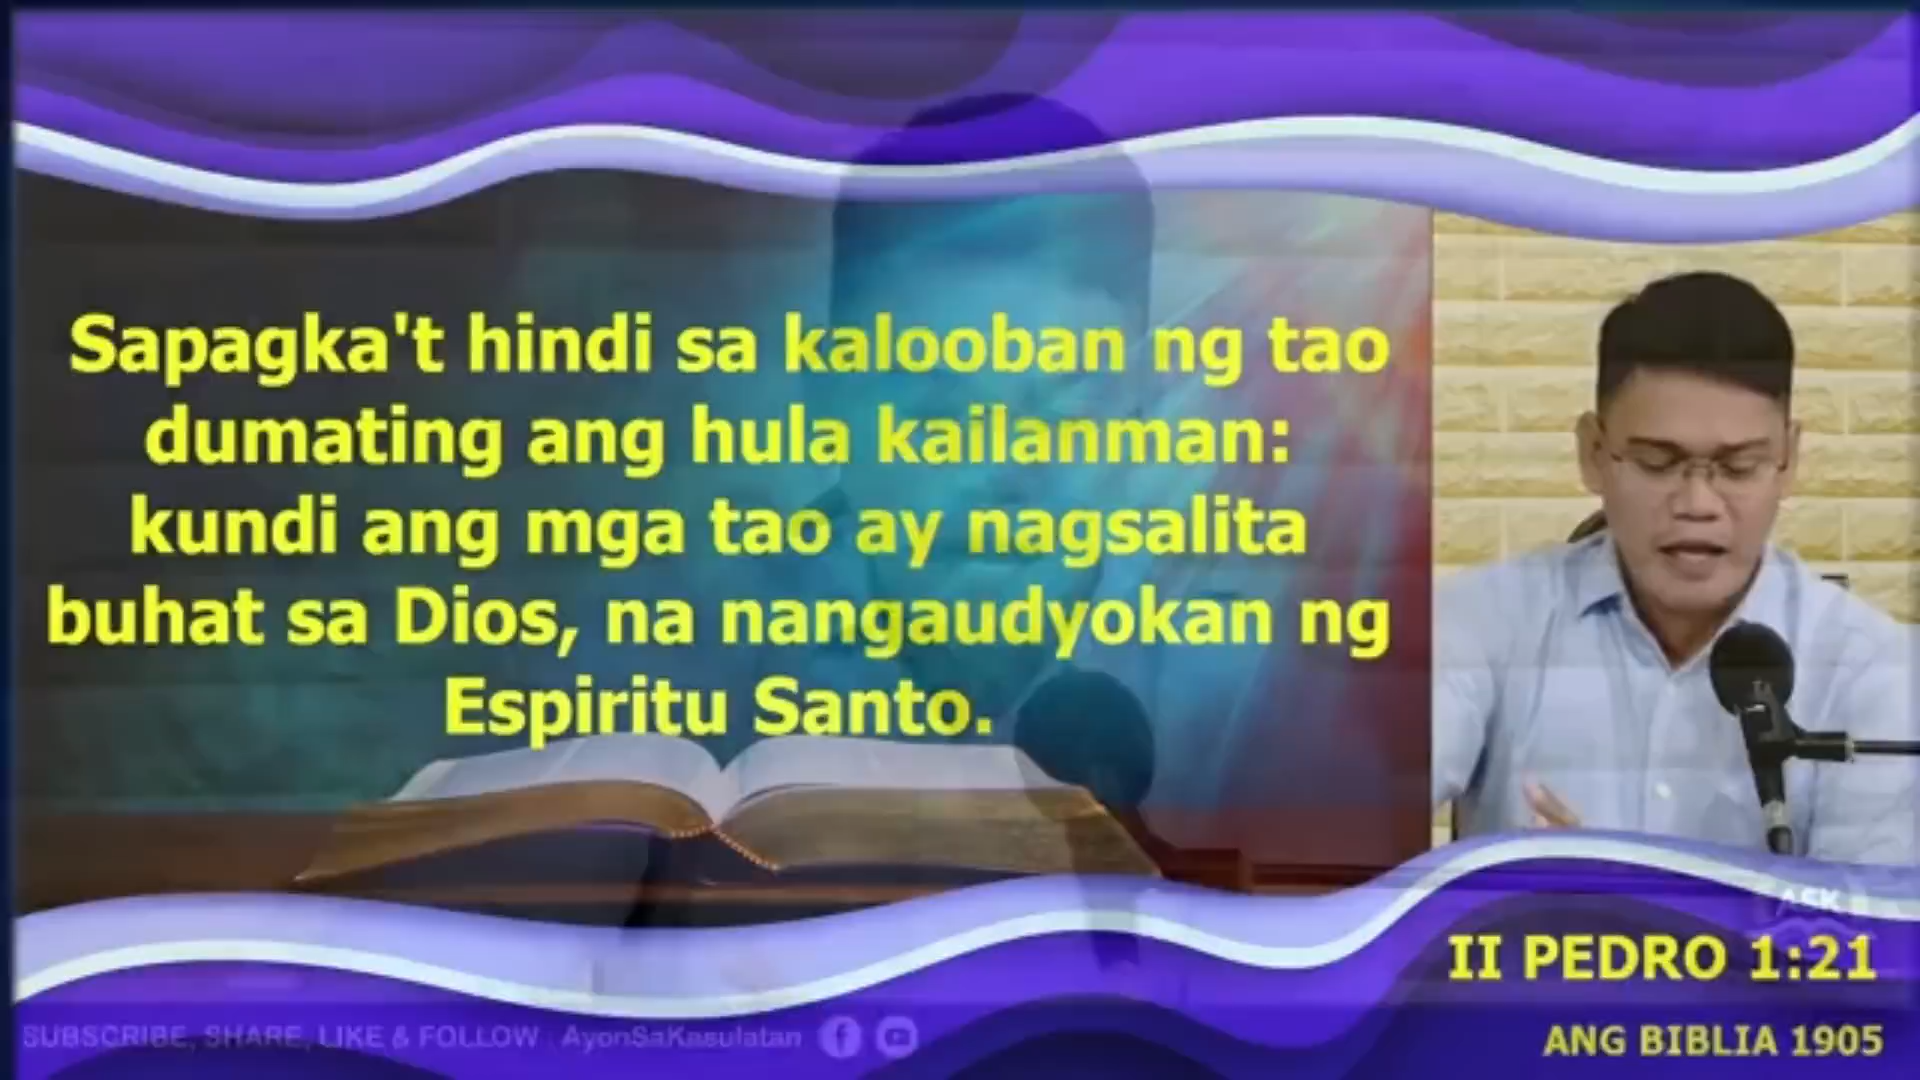 Sapagka't hindi sa kalooban ng tao
dumating ang hula kailanman:
kundi ang mga tao ay nagsalita
buhat sa Dios, na nangaudyokan ng
Espiritu Santo.
ASK
II PEDRO 1:21
SUBSCRIBE, SHARE, LIKE & FOLLOW : AyonSaKasulatan
ANG BIBLIA 1905